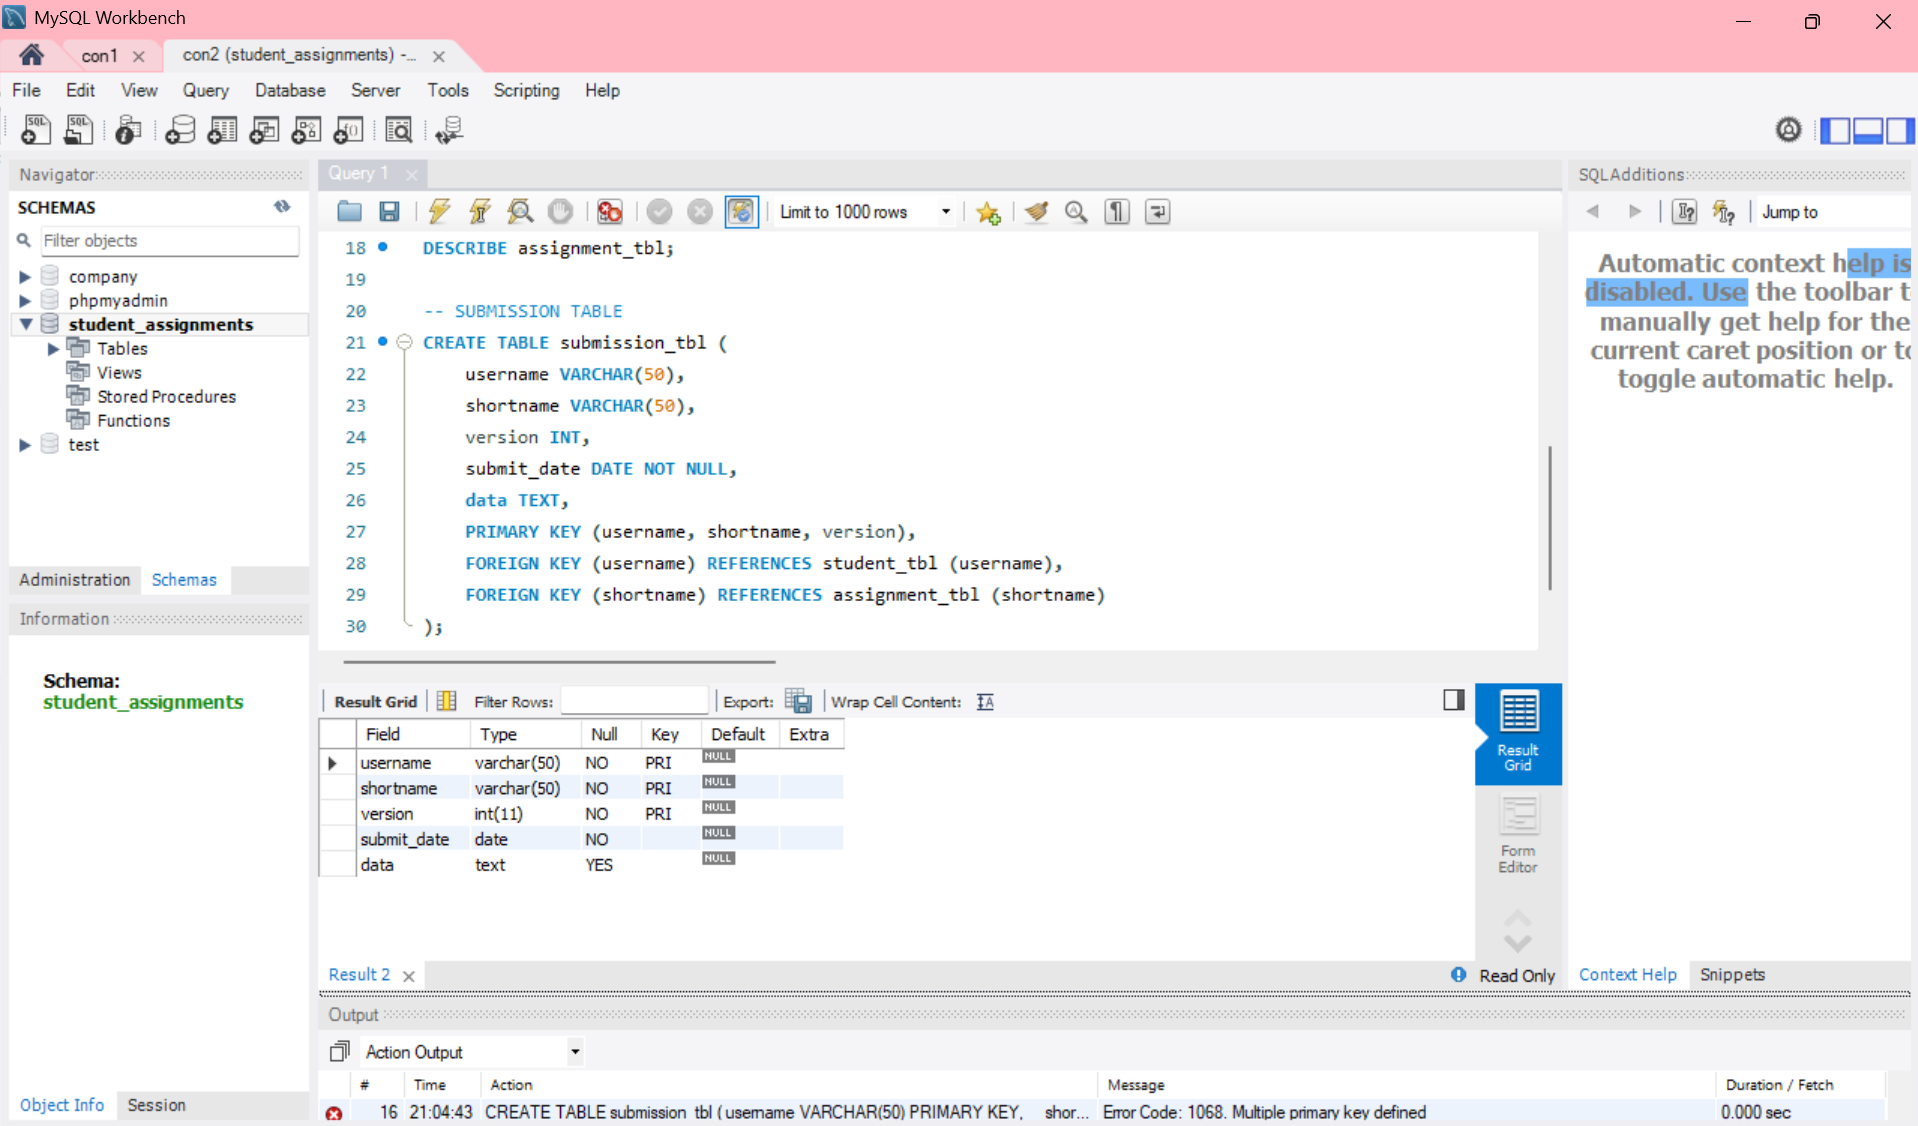 MySQL Workbench
con1
con2 (student_assignments) -...
File Edit View Query Database Server Tools Scripting Help
Navigator
SCHEMAS
Filter objects
company
phpmyadmin
student_assignments
Tables
Views
Stored Procedures
Functions
test
Administration Schemas
Information
Schema:
student_assignments
Object Info Session
Query 1
Limit to 1000 rows
18 DESCRIBE assignment_tbl;
19
20 -- SUBMISSION TABLE
21 CREATE TABLE submission_tbl (
22 username VARCHAR(50),
23 shortname VARCHAR(50),
24 version INT,
25 submit_date DATE NOT NULL,
26 data TEXT,
27 PRIMARY KEY (username, shortname, version),
28 FOREIGN KEY (username) REFERENCES student_tbl (username),
29 FOREIGN KEY (shortname) REFERENCES assignment_tbl (shortname)
30 );
Result Grid Filter Rows: Export: Wrap Cell Content:
Field Type Null Key Default Extra
username varchar(50) NO PRI NULL
shortname varchar(50) NO PRI NULL
version int(11) NO PRI NULL
submit_date date NO NULL
data text YES NULL
Result
Grid
Form
Editor
Result 2
Read Only
SQLAdditions
Jump to
Automatic context help is
disabled. Use the toolbar t
manually get help for the
current caret position or to
toggle automatic help.
Context Help Snippets
Output
Action Output
# Time Action Message Duration / Fetch
16 21:04:43 CREATE TABLE submission_tbl ( username VARCHAR(50) PRIMARY KEY, shor... Error Code: 1068. Multiple primary key defined 0.000 sec